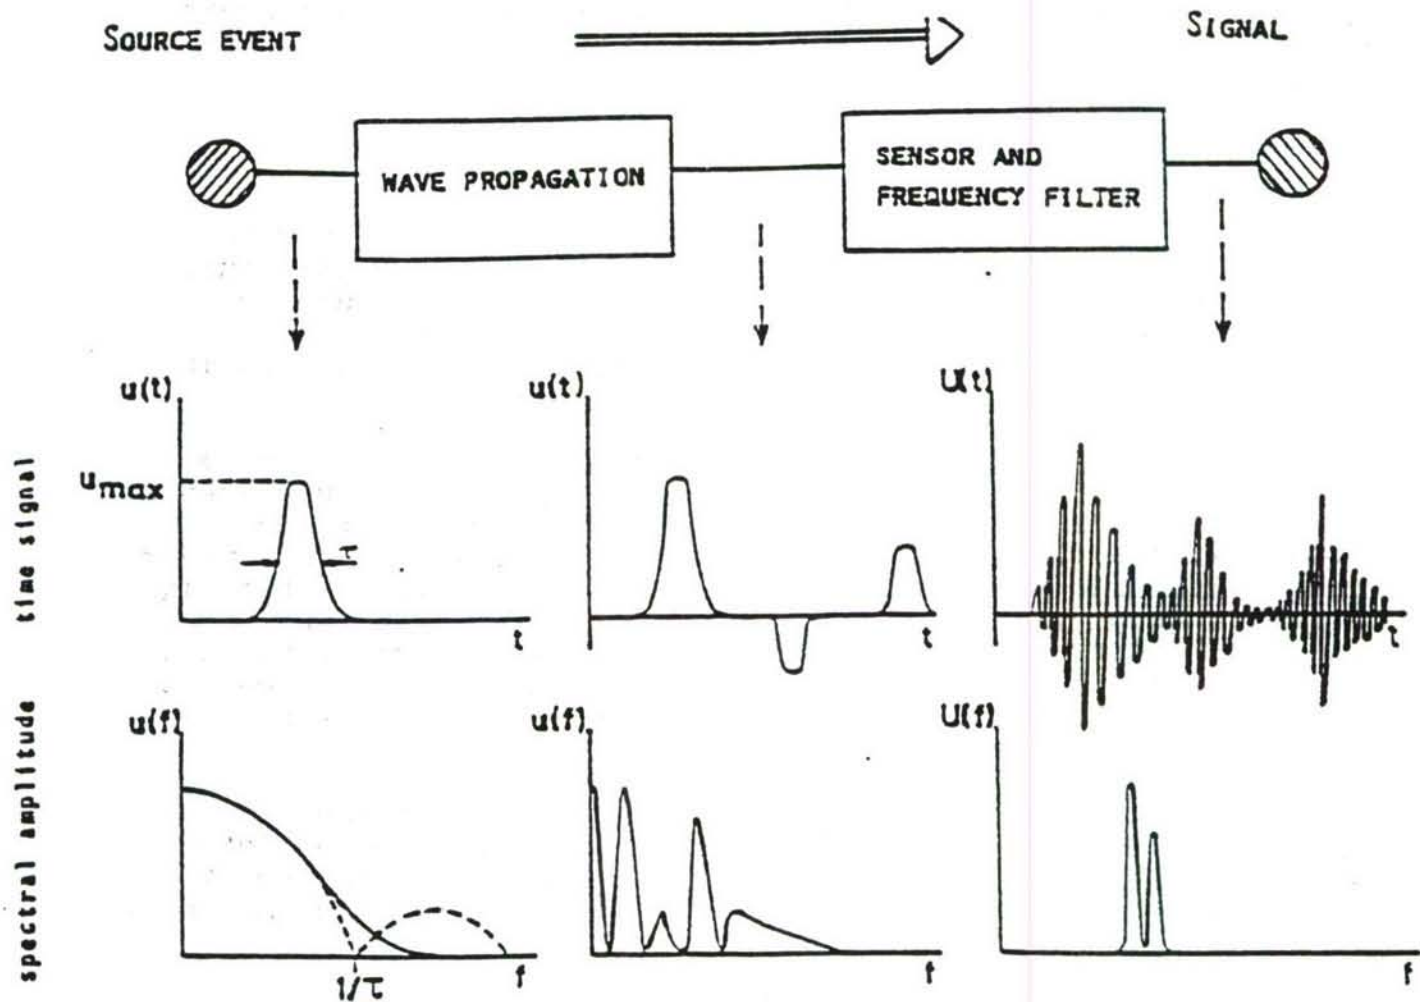 SOURCE EVENT
SIGNAL
WAVE PROPAGATION
SENSOR AND
FREQUENCY FILTER
time signal
u(t)
umax
τ
t
u(t)
t
U(t)
t
spectral amplitude
u(f)
1/τ
f
u(f)
f
U(f)
f